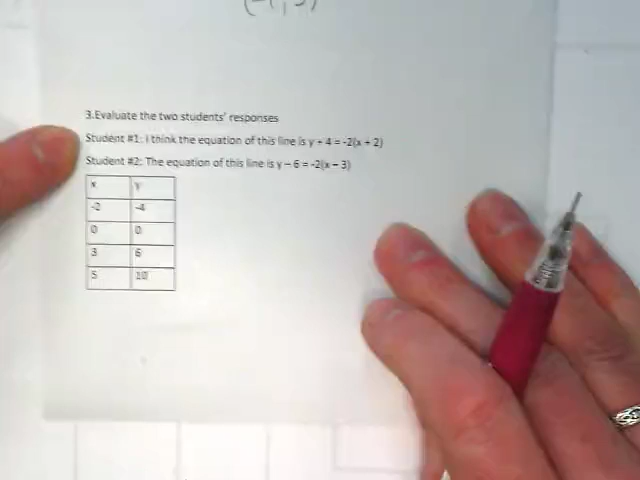 3.Evaluate the two students' responses
Student #1: I think the equation of this line is y + 4 = -2(x + 2)
Student #2: The equation of this line is y – 6 = -2(x – 3)
x y
-2 -4
0 0
3 6
5 10